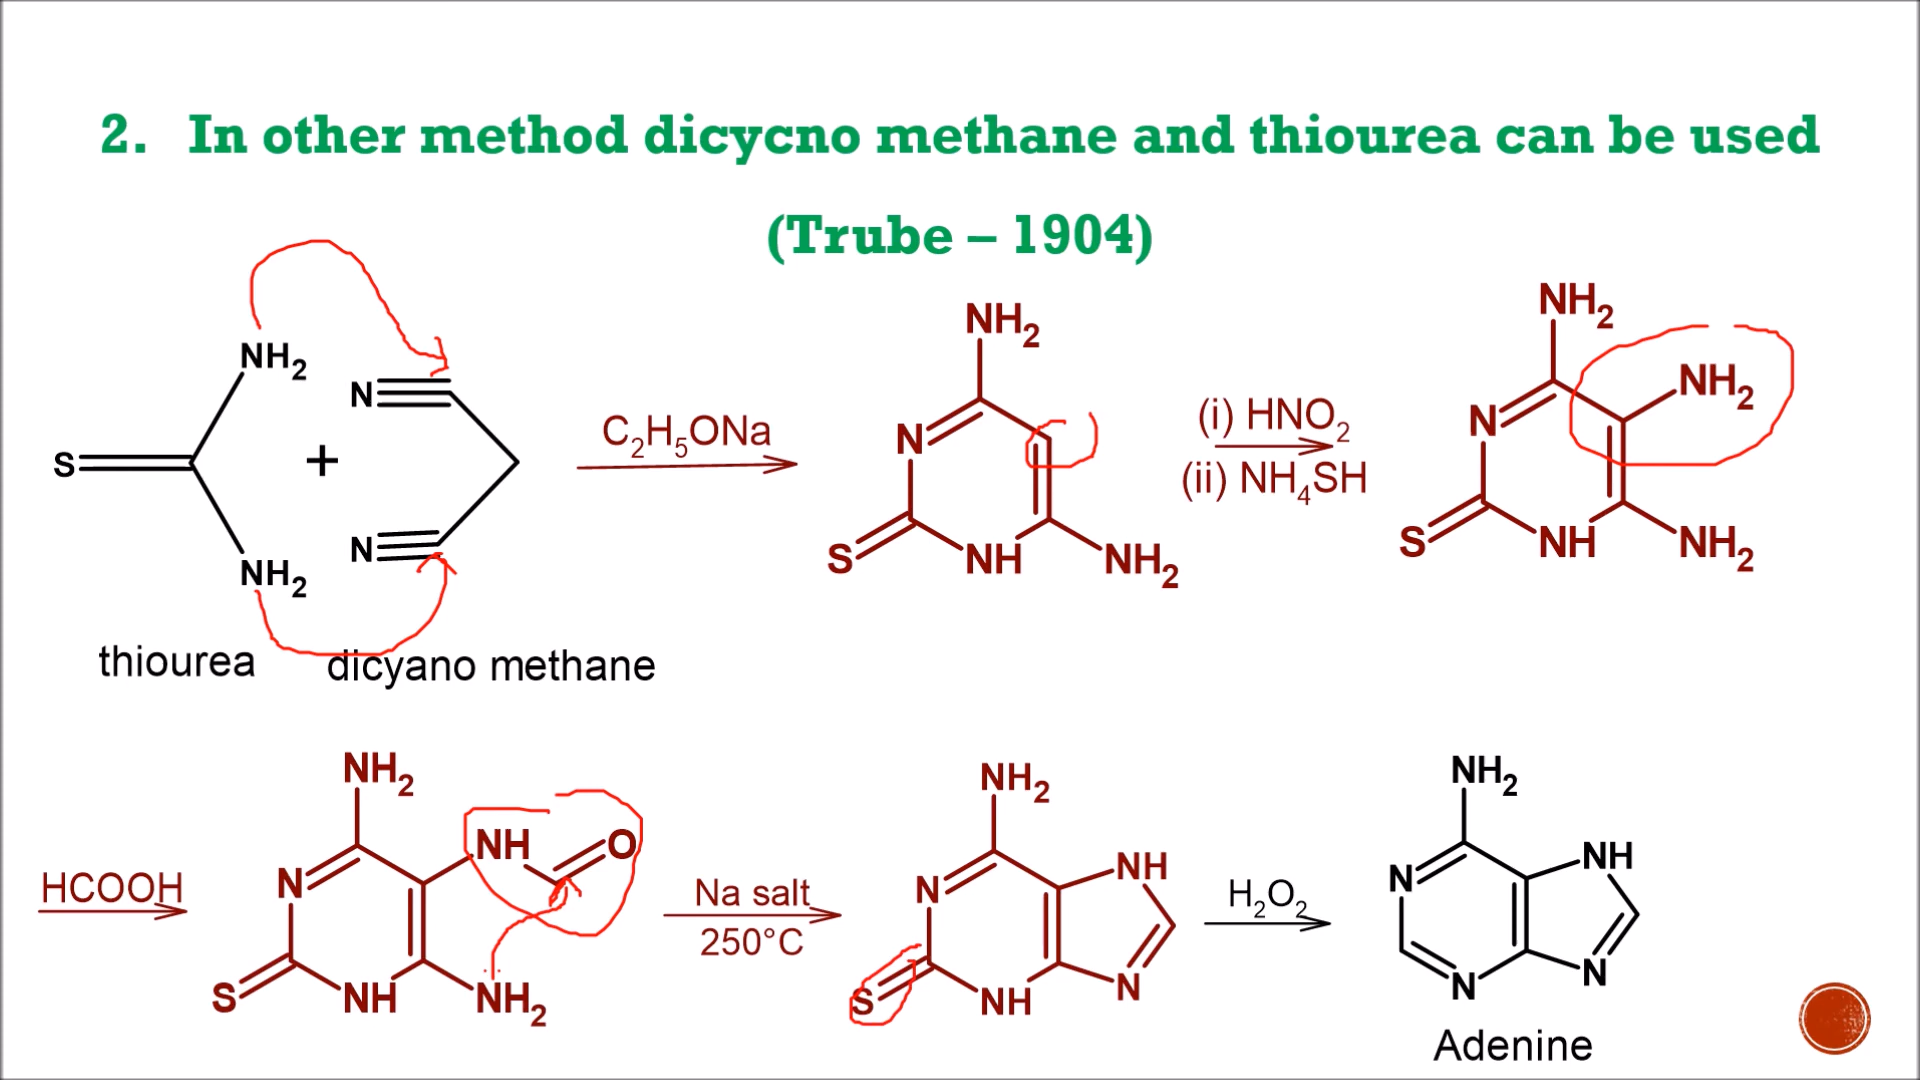 2. In other method dicycno methane and thiourea can be used
(Trube – 1904)
NH2
N
S
+
N
NH2
thiourea
dicyano methane
C2H5ONa
NH2
N
S
NH
NH2
(i) HNO2
(ii) NH4SH
NH2
NH2
N
S
NH
NH2
HCOOH
NH2
NH
O
N
S
NH
NH2
Na salt
250°C
NH2
NH
N
S
NH
N
H2O2
NH2
NH
N
N
N
Adenine